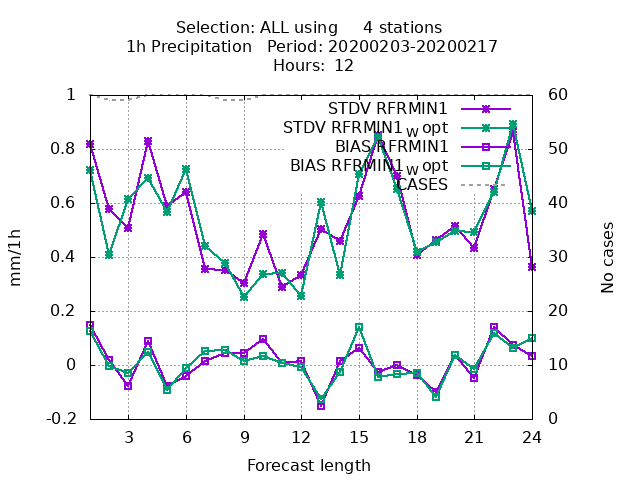 Selection: ALL using     4 stations
1h Precipitation   Period: 20200203-20200217
Hours: 12
STDV RFRMIN1
STDV RFRMIN1_w opt
BIAS RFRMIN1
BIAS RFRMIN1_w opt
CASES
1
0.8
0.6
0.4
0.2
0
-0.2
mm/1h
60
50
40
30
20
10
0
No cases
3 6 9 12 15 18 21 24
Forecast length